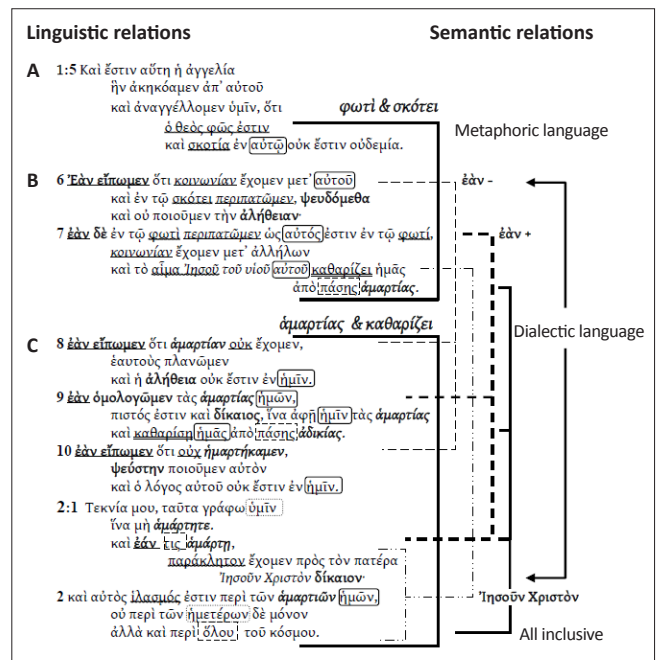 Linguistic relations Semantic relations
A 1:5 Καὶ ἔστιν αὕτη ἡ ἀγγελία
ἣν ἀκηκόαμεν ἀπ' αὐτοῦ
καὶ ἀναγγέλλομεν ὑμῖν, ὅτι φωτὶ & σκότει
ὁ θεὸς φῶς ἐστιν Metaphoric language
καὶ σκοτία ἐν αὐτῷ οὐκ ἔστιν οὐδεμία.
B 6 Ἐὰν εἴπωμεν ὅτι κοινωνίαν ἔχομεν μετ' αὐτοῦ ἐὰν -
καὶ ἐν τῷ σκότει περιπατῶμεν, ψευδόμεθα
καὶ οὐ ποιοῦμεν τὴν ἀλήθειαν·
7 ἐὰν δὲ ἐν τῷ φωτὶ περιπατῶμεν ὡς αὐτός ἐστιν ἐν τῷ φωτί, ἐὰν +
κοινωνίαν ἔχομεν μετ' ἀλλήλων
καὶ τὸ αἷμα Ἰησοῦ τοῦ υἱοῦ αὐτοῦ καθαρίζει ἡμᾶς
ἀπὸ πάσης ἁμαρτίας.
ἁμαρτίας & καθαρίζει Dialectic language
C 8 ἐὰν εἴπωμεν ὅτι ἁμαρτίαν οὐκ ἔχομεν,
ἑαυτοὺς πλανῶμεν
καὶ ἡ ἀλήθεια οὐκ ἔστιν ἐν ἡμῖν.
9 ἐὰν ὁμολογῶμεν τὰς ἁμαρτίας ἡμῶν,
πιστός ἐστιν καὶ δίκαιος, ἵνα ἀφῇ ἡμῖν τὰς ἁμαρτίας
καὶ καθαρίσῃ ἡμᾶς ἀπὸ πάσης ἀδικίας.
10 ἐὰν εἴπωμεν ὅτι οὐχ ἡμαρτήκαμεν,
ψεύστην ποιοῦμεν αὐτὸν
καὶ ὁ λόγος αὐτοῦ οὐκ ἔστιν ἐν ἡμῖν.
2:1 Τεκνία μου, ταῦτα γράφω ὑμῖν
ἵνα μὴ ἁμάρτητε.
καὶ ἐάν τις ἁμάρτῃ,
παράκλητον ἔχομεν πρὸς τὸν πατέρα
Ἰησοῦν Χριστὸν δίκαιον·
2 καὶ αὐτὸς ἱλασμός ἐστιν περὶ τῶν ἁμαρτιῶν ἡμῶν, Ἰησοῦν Χριστὸν
οὐ περὶ τῶν ἡμετέρων δὲ μόνον
ἀλλὰ καὶ περὶ ὅλου τοῦ κόσμου. All inclusive